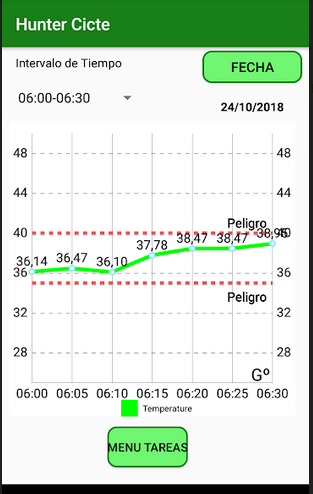 Hunter Cicte
Intervalo de Tiempo
FECHA
06:00-06:30
24/10/2018
48 48
44 44
Peligro
40 40
36,14 36,47 36,10 37,78 38,47 38,47 38,95
36 36
Peligro
32 32
28 28
Gº
06:00 06:05 06:10 06:15 06:20 06:25 06:30
Temperature
MENU TAREAS